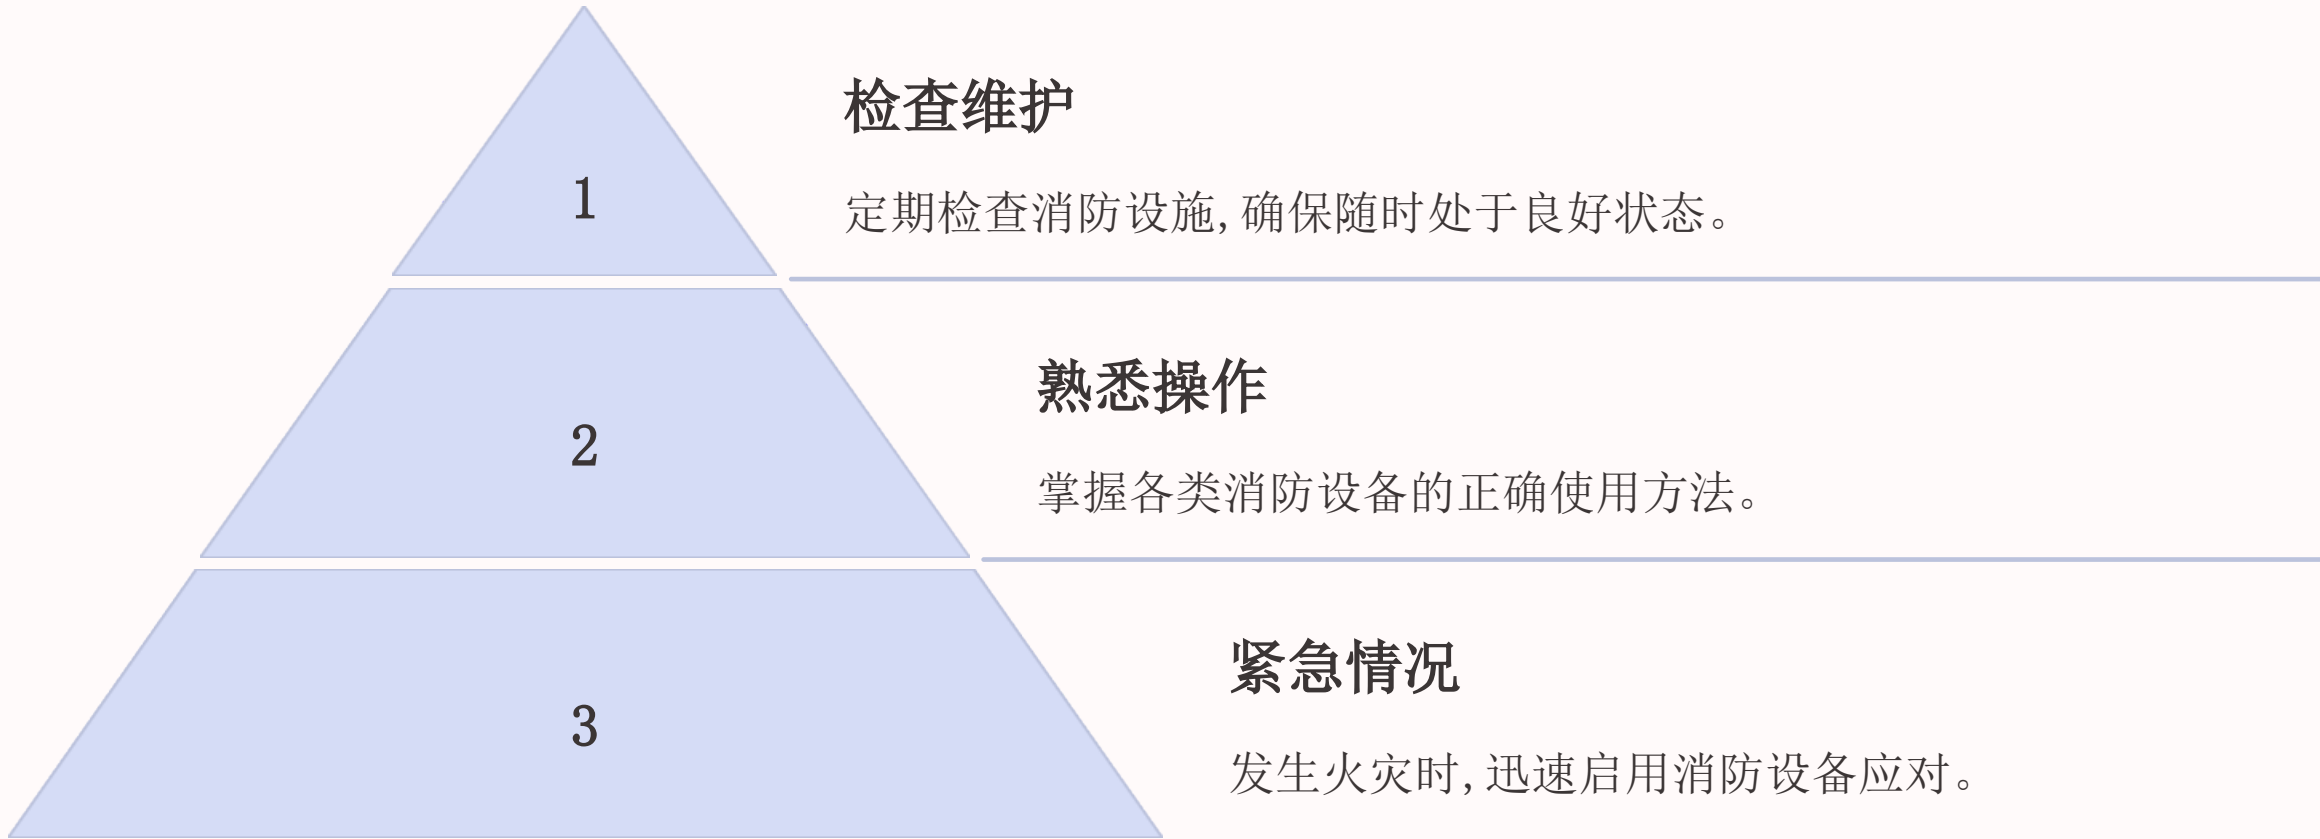 检查维护
1
定期检查消防设施,确保随时处于良好状态。
熟悉操作
2
掌握各类消防设备的正确使用方法。
紧急情况
3
发生火灾时,迅速启用消防设备应对。